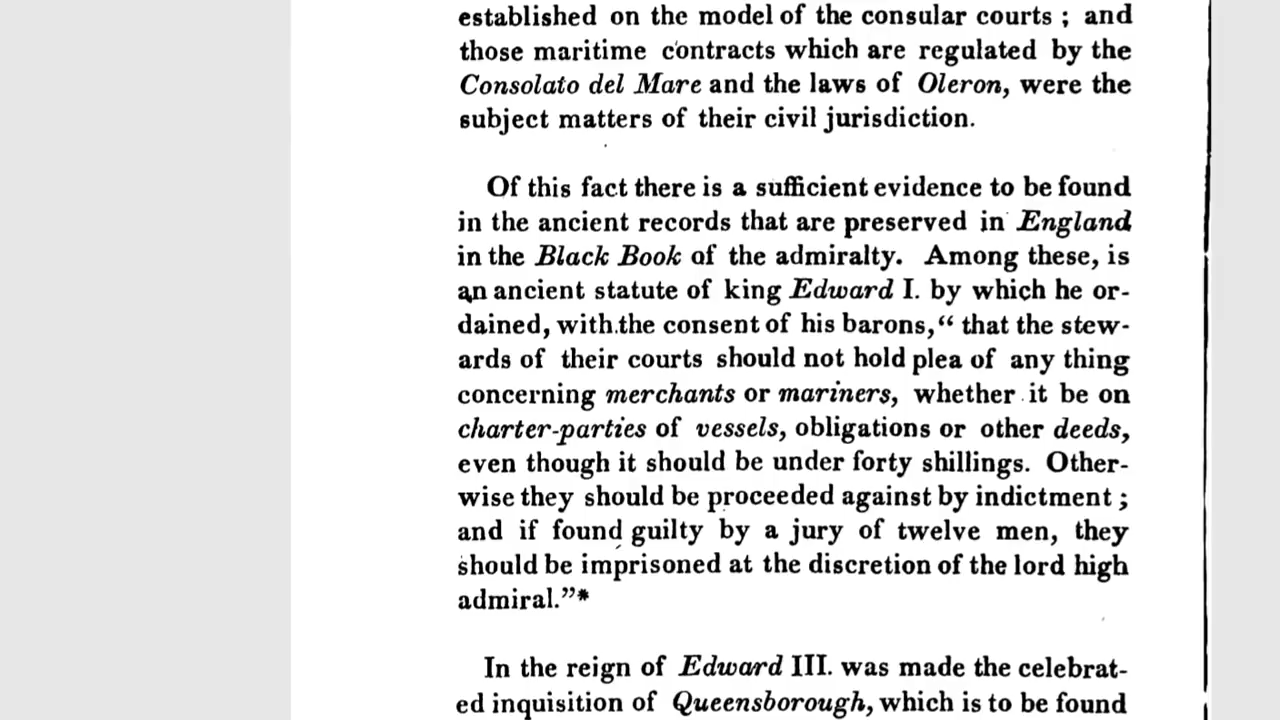 established on the model of the consular courts ; and
those maritime contracts which are regulated by the
Consolato del Mare and the laws of Oleron, were the
subject matters of their civil jurisdiction.
Of this fact there is a sufficient evidence to be found
in the ancient records that are preserved in England
in the Black Book of the admiralty. Among these, is
an ancient statute of king Edward I. by which he or-
dained, with the consent of his barons, “ that the stew-
ards of their courts should not hold plea of any thing
concerning merchants or mariners, whether it be on
charter-parties of vessels, obligations or other deeds,
even though it should be under forty shillings. Other-
wise they should be proceeded against by indictment ;
and if found guilty by a jury of twelve men, they
should be imprisoned at the discretion of the lord high
admiral.”*
In the reign of Edward III. was made the celebrat-
ed inquisition of Queensborough, which is to be found